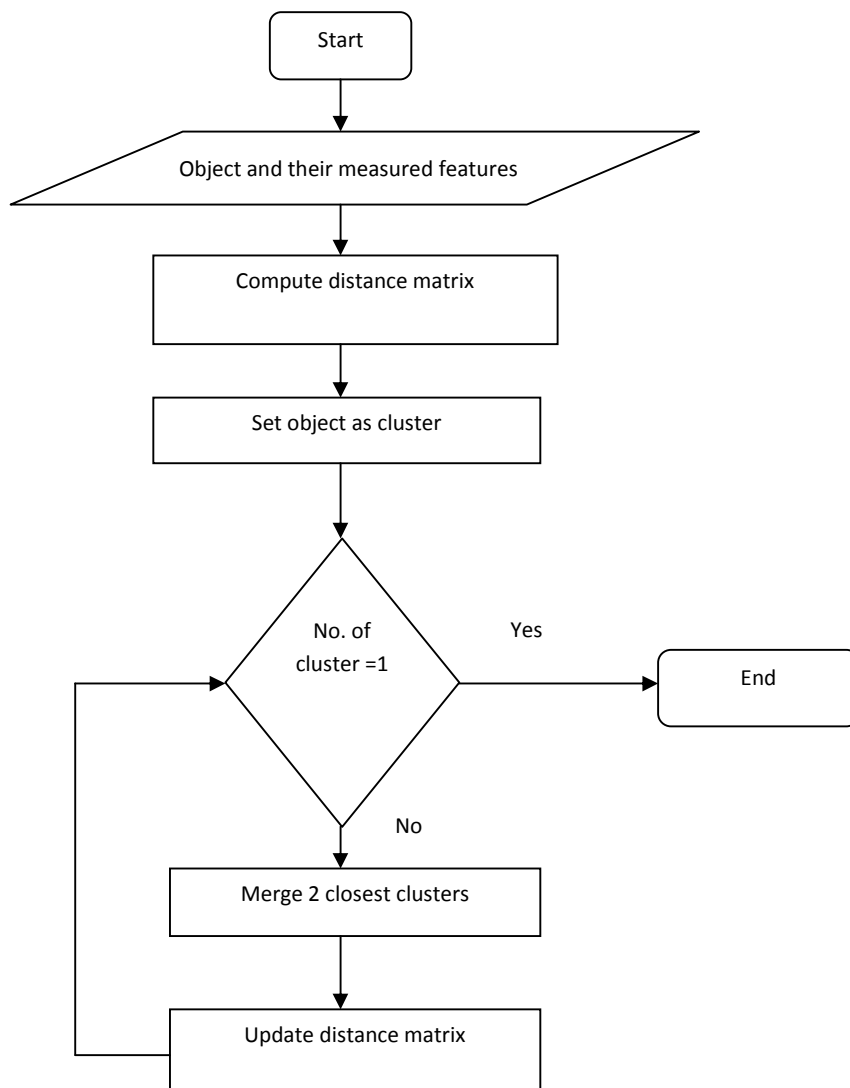 Start
Object and their measured features
Compute distance matrix
Set object as cluster
No. of
cluster =1
Yes
End
No
Merge 2 closest clusters
Update distance matrix